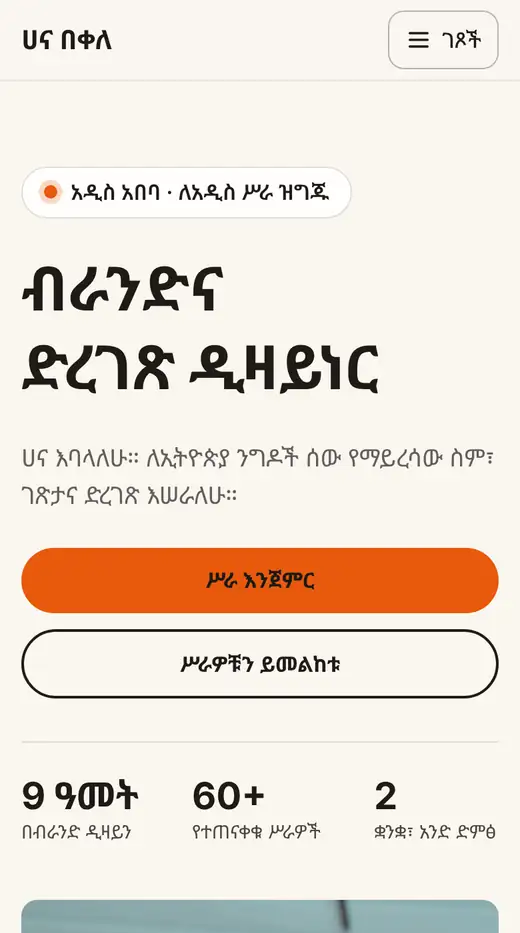 ሀና በቀለ
ገጾች
አዲስ አበባ · ለአዲስ ሥራ ዝግጁ
ብራንድና
ድረገጽ ዲዛይነር
ሀና እባላለሁ። ለኢትዮጵያ ንግዶች ሰው የማይረሳው ስም፣
ገጽታና ድረገጽ እሠራለሁ።
ሥራ እንጀምር
ሥራዎቹን ይመልከቱ
9 ዓመት
በብራንድ ዲዛይን
60+
የተጠናቀቁ ሥራዎች
2
ቋንቋ፣ አንድ ድምፅ